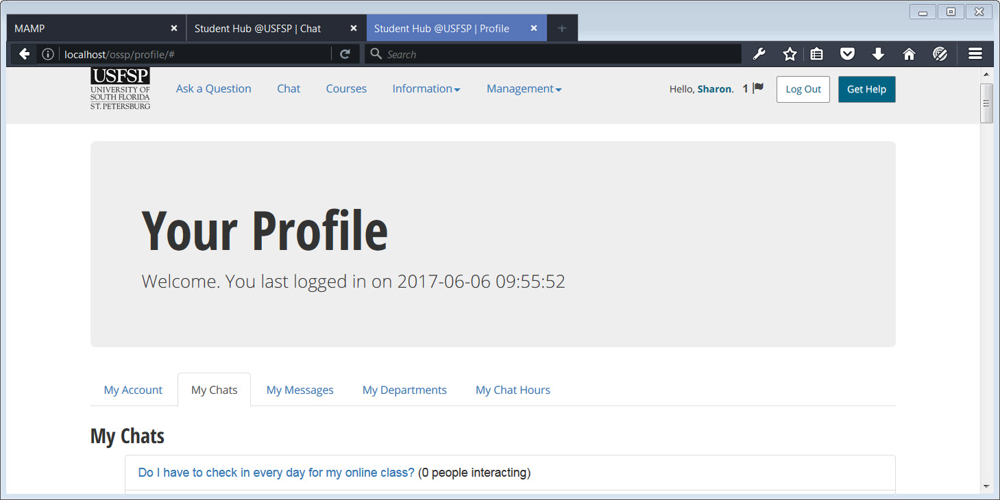 MAMP
Student Hub @USFSP | Chat
Student Hub @USFSP | Profile
localhost/ossp/profile/#
Search
USFSP
UNIVERSITY OF
SOUTH FLORIDA
ST. PETERSBURG
Ask a Question Chat Courses Information Management
Hello, Sharon. 1 Log Out Get Help
Your Profile
Welcome. You last logged in on 2017-06-06 09:55:52
My Account My Chats My Messages My Departments My Chat Hours
My Chats
Do I have to check in every day for my online class? (0 people interacting)